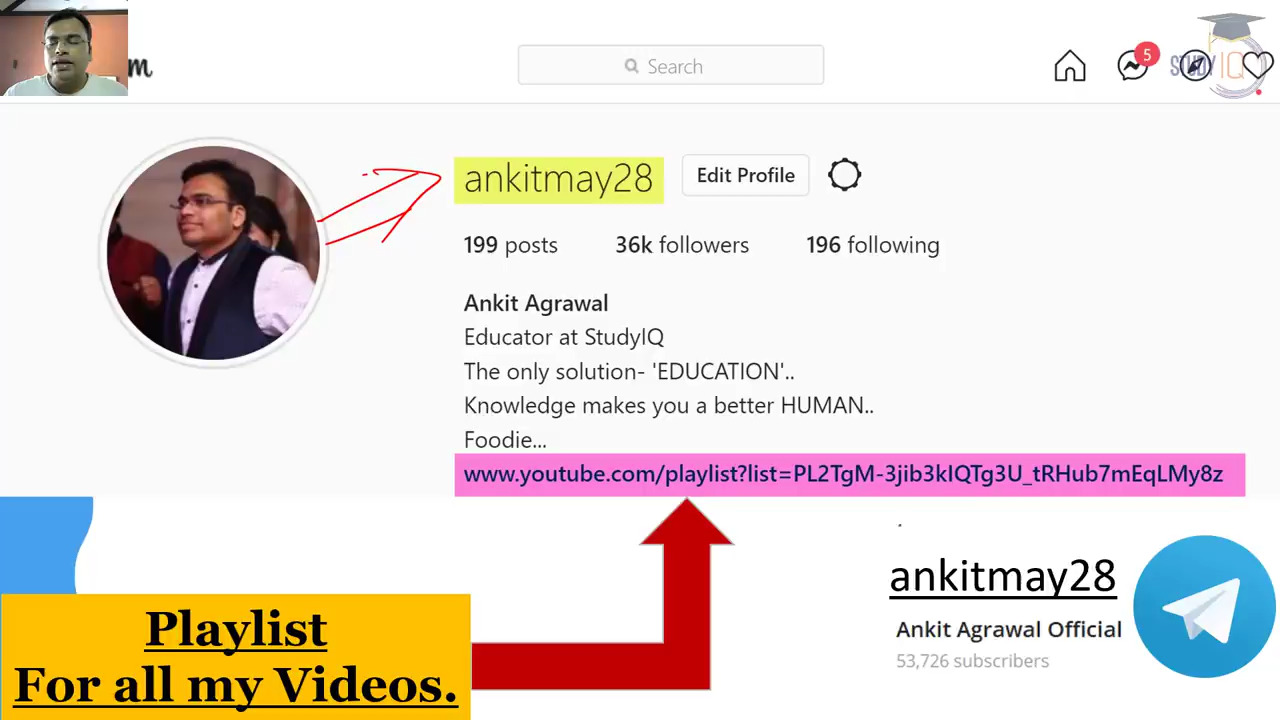 m
Search
5
STUDY IQ
ankitmay28
Edit Profile
199 posts 36k followers 196 following
Ankit Agrawal
Educator at StudyIQ
The only solution- 'EDUCATION'..
Knowledge makes you a better HUMAN..
Foodie...
www.youtube.com/playlist?list=PL2TgM-3jib3kIQTg3U_tRHub7mEqLMy8z
Playlist
For all my Videos.
ankitmay28
Ankit Agrawal Official
53,726 subscribers